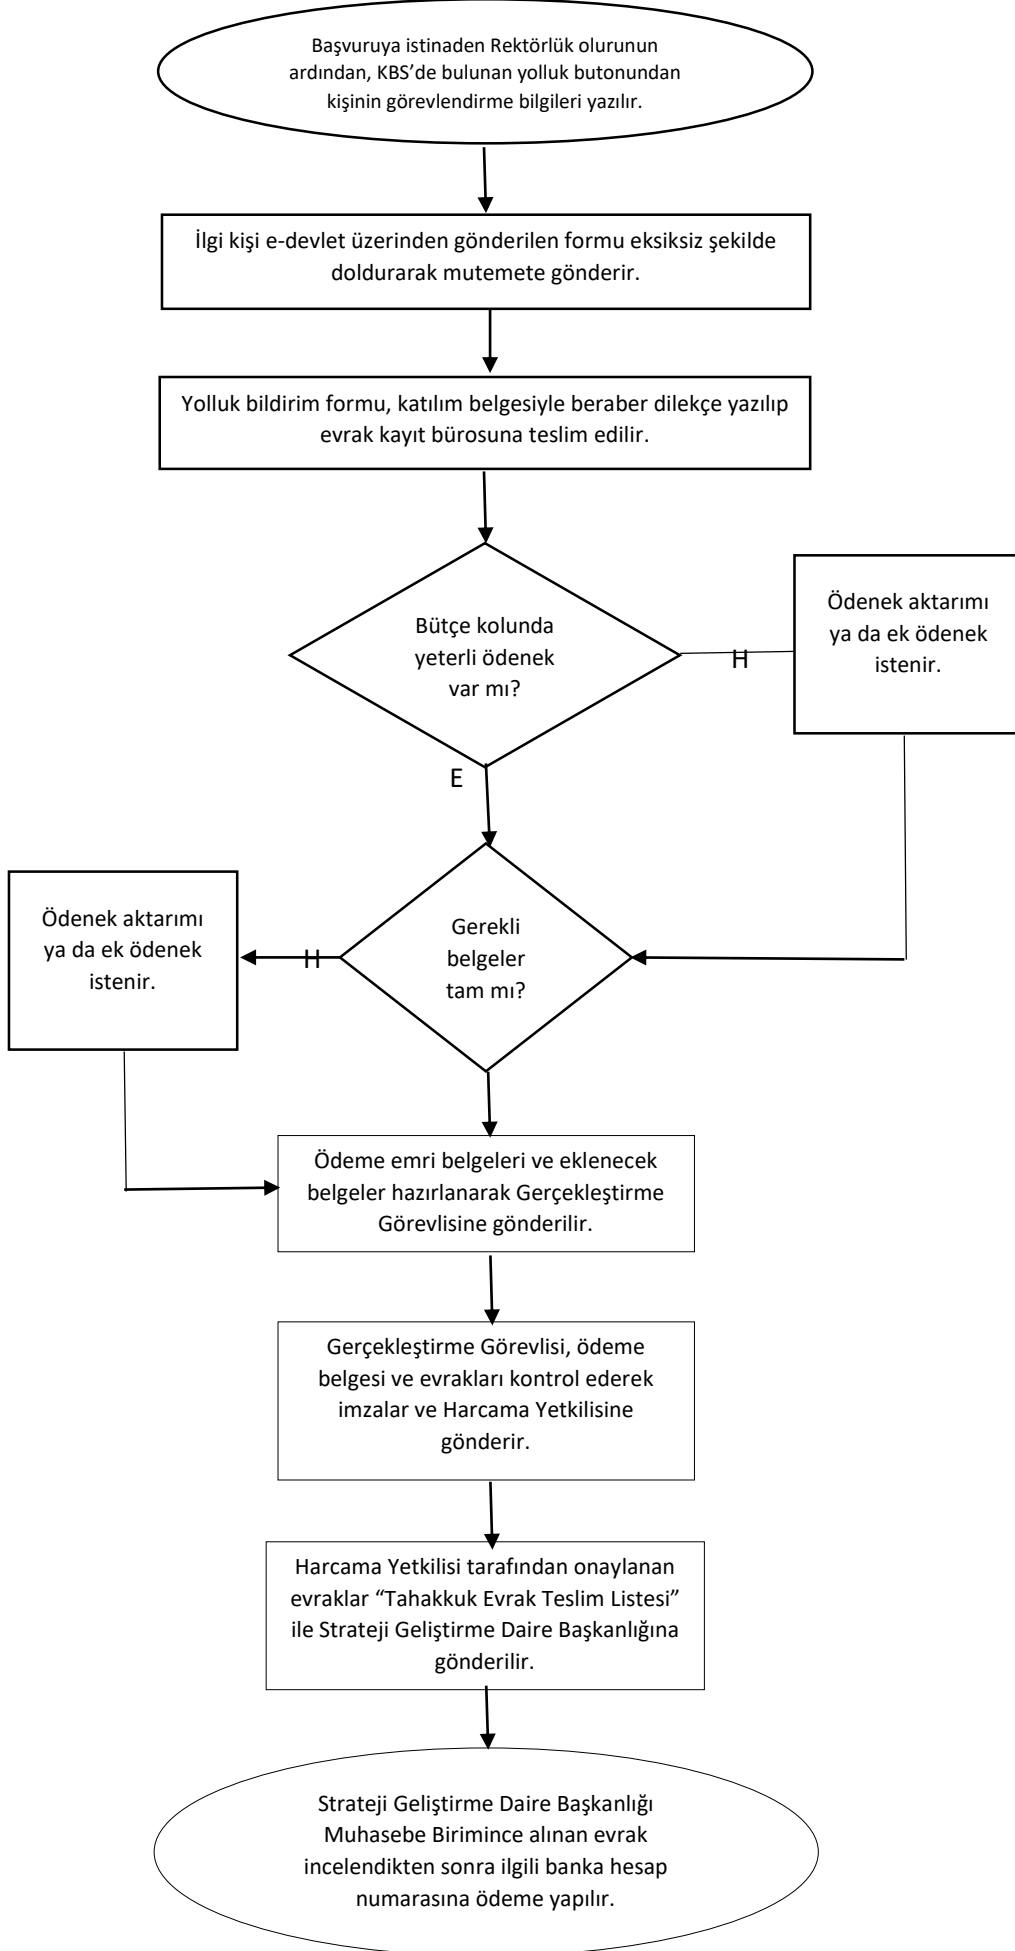 Başvuruya istinaden Rektörlük olurunun
ardından, KBS’de bulunan yolluk butonundan
kişinin görevlendirme bilgileri yazılır.
İlgi kişi e-devlet üzerinden gönderilen formu eksiksiz şekilde
doldurarak mutemete gönderir.
Yolluk bildirim formu, katılım belgesiyle beraber dilekçe yazılıp
evrak kayıt bürosuna teslim edilir.
Bütçe kolunda
yeterli ödenek
var mı?
H
Ödenek aktarımı
ya da ek ödenek
istenir.
E
Gerekli
belgeler
tam mı?
H
Ödenek aktarımı
ya da ek ödenek
istenir.
Ödeme emri belgeleri ve eklenecek
belgeler hazırlanarak Gerçekleştirme
Görevlisine gönderilir.
Gerçekleştirme Görevlisi, ödeme
belgesi ve evrakları kontrol ederek
imzalar ve Harcama Yetkilisine
gönderir.
Harcama Yetkilisi tarafından onaylanan
evraklar “Tahakkuk Evrak Teslim Listesi”
ile Strateji Geliştirme Daire Başkanlığına
gönderilir.
Strateji Geliştirme Daire Başkanlığı
Muhasebe Birimince alınan evrak
incelendikten sonra ilgili banka hesap
numarasına ödeme yapılır.